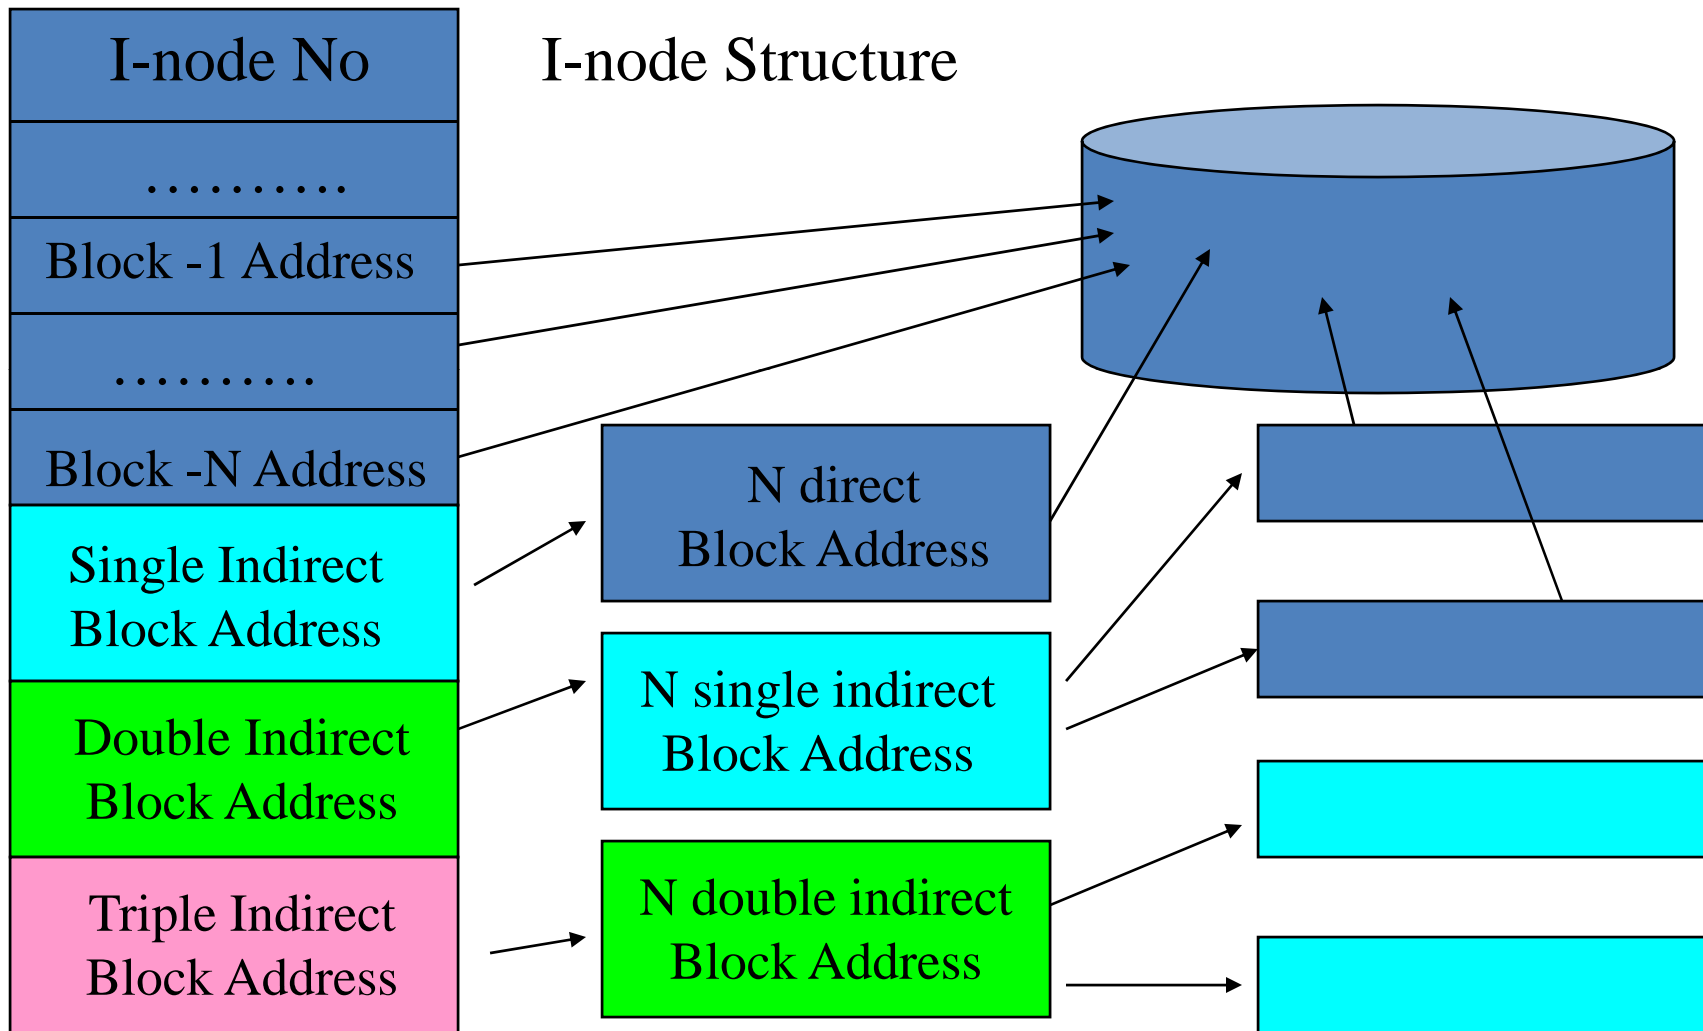 I-node No
I-node Structure
……….
Block -1 Address
……….
Block -N Address
Single Indirect
Block Address
Double Indirect
Block Address
Triple Indirect
Block Address
N direct
Block Address
N single indirect
Block Address
N double indirect
Block Address